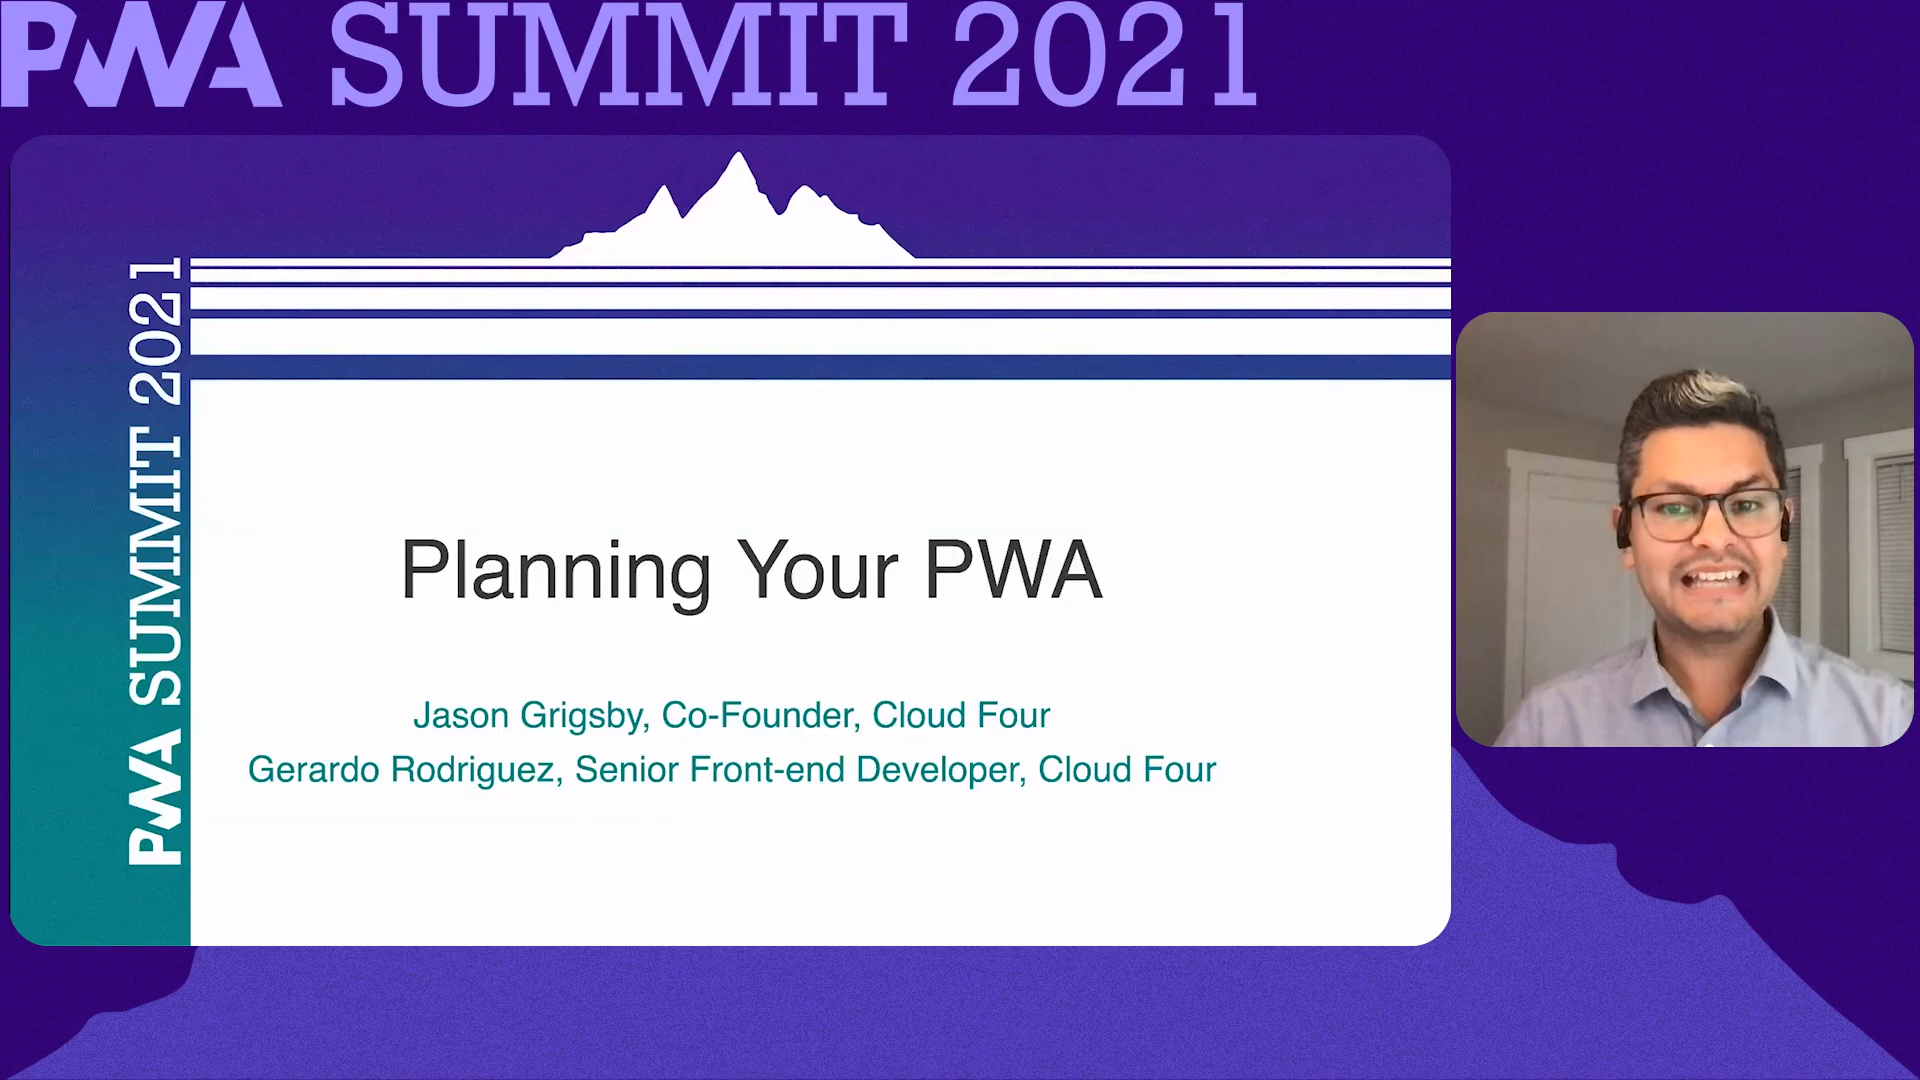 PWA SUMMIT 2021
PWA SUMMIT 2021
Planning Your PWA
Jason Grigsby, Co-Founder, Cloud Four
Gerardo Rodriguez, Senior Front-end Developer, Cloud Four